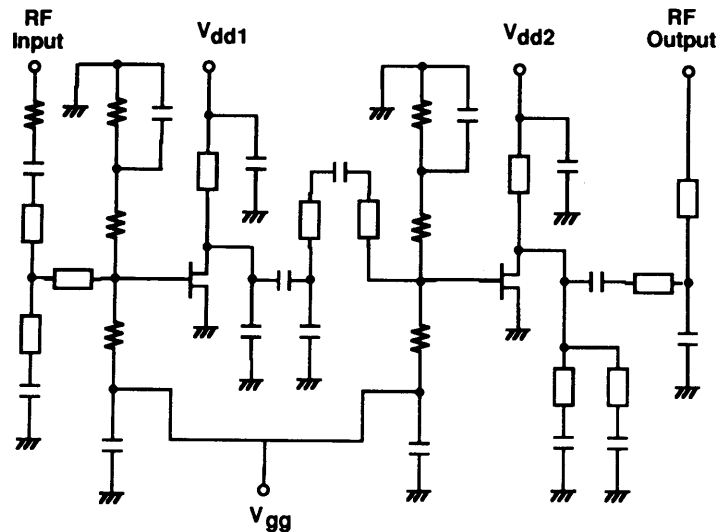 RF
Input
Vdd1
Vdd2
RF
Output
Vgg